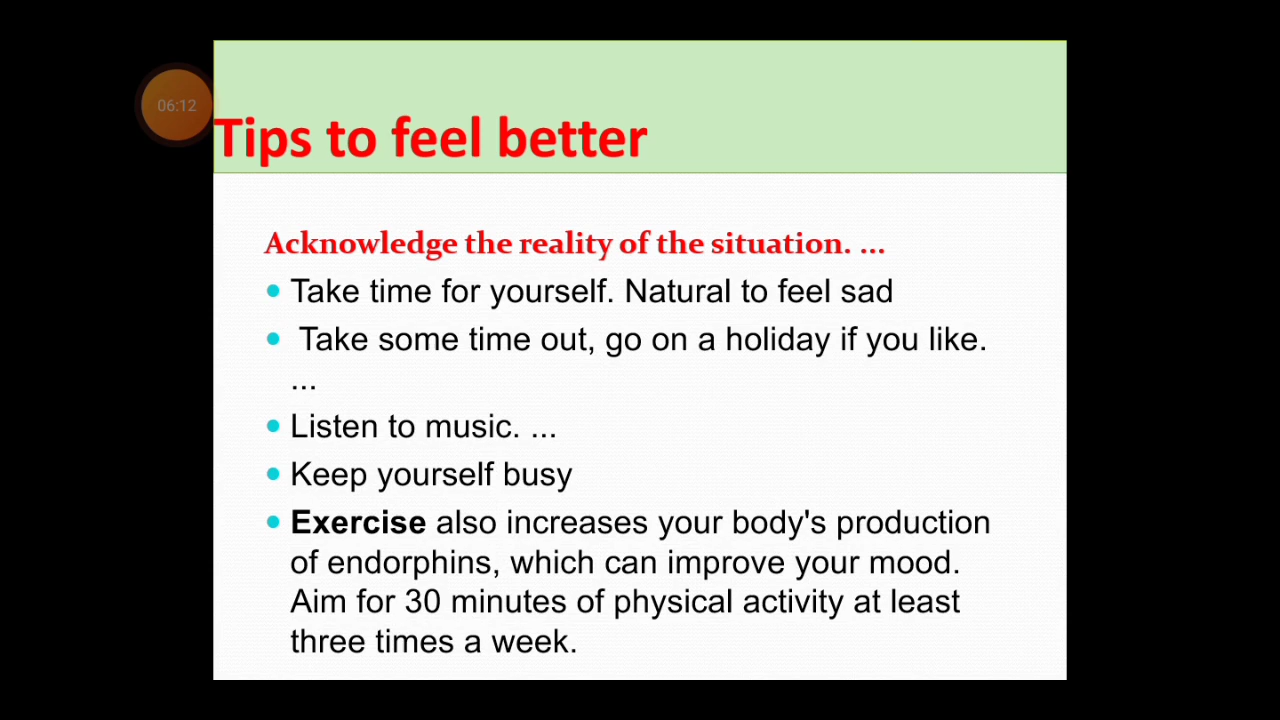 06:12
Tips to feel better
Acknowledge the reality of the situation. ...
Take time for yourself. Natural to feel sad
Take some time out, go on a holiday if you like.
...
Listen to music. ...
Keep yourself busy
Exercise also increases your body's production
of endorphins, which can improve your mood.
Aim for 30 minutes of physical activity at least
three times a week.